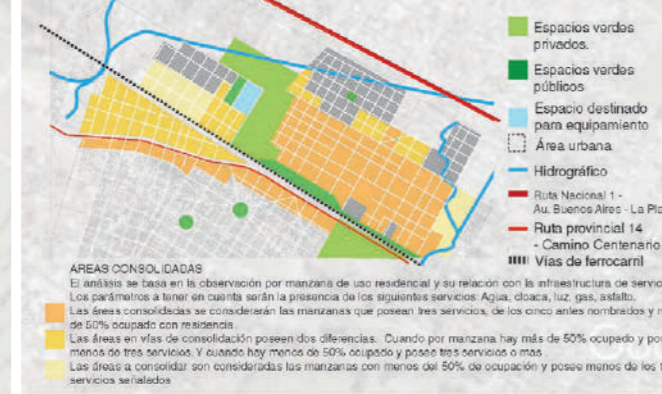 Espacios verdes
privados.
Espacios verdes
públicos
Espacio destinado
para equipamiento
Área urbana
Hidrográfico
Ruta Nacional 1 -
Au. Buenos Aires - La Pla
Ruta provincial 14
- Camino Centenario
Vías de ferrocarril
AREAS CONSOLIDADAS
El análisis se basa en la observación por manzana de uso residencial y su relación con la infraestructura de servic
Los parámetros a tener en cuenta serán la presencia de los siguientes servicios: Agua, cloaca, luz, gas, asfalto.
Las áreas consolidadas se considerarán las manzanas que posean tres servicios, de los cinco antes nombrados y
de 50% ocupado con residencia.
Las áreas en vías de consolidación poseen dos diferencias. Cuando por manzana hay más de 50% ocupado y
menos de tres servicios. Y cuando hay menos de 50% ocupado y posee tres servicios o mas.
Las áreas a consolidar son consideradas las manzanas con menos del 50% de ocupación y posee menos de los
servicios señalados